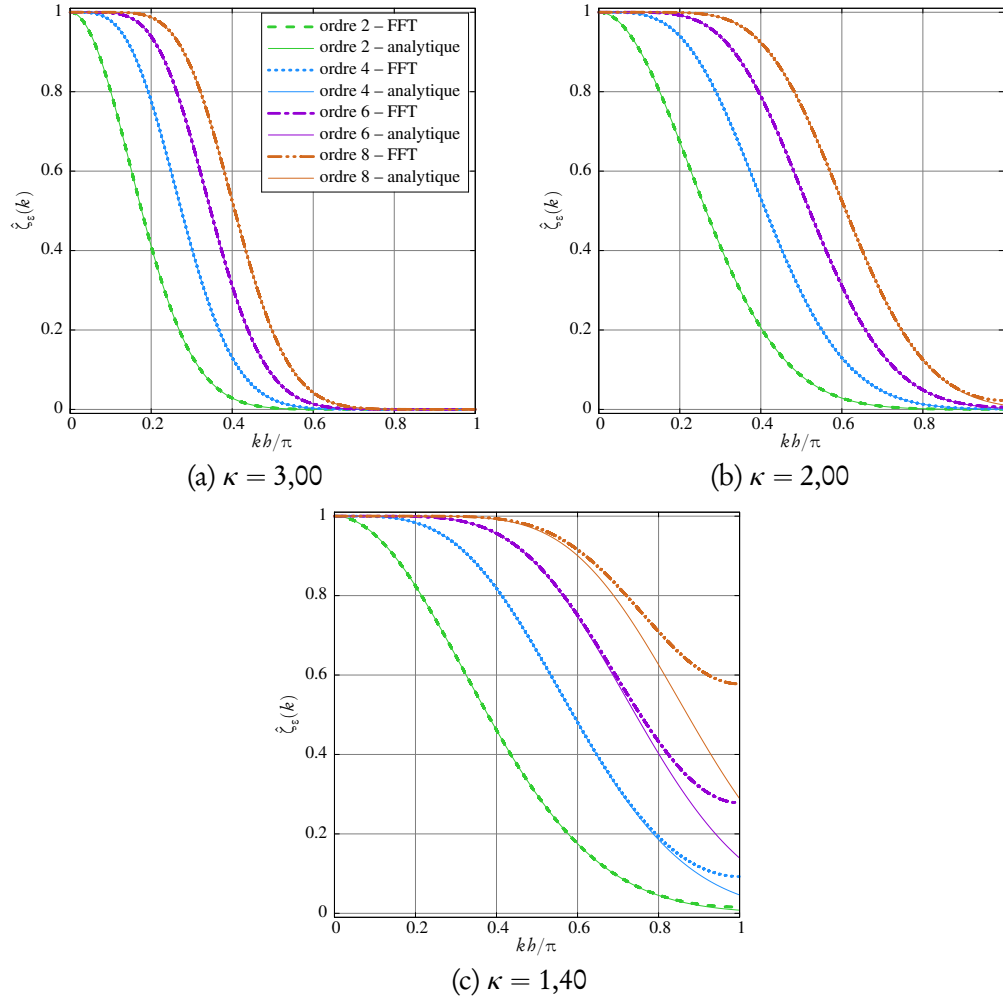 1
0.8
0.6
0.4
0.2
0
0
0.2
0.4
0.6
0.8
1
ζ̂ε(k)
kh/π
ordre 2 – FFT
ordre 2 – analytique
ordre 4 – FFT
ordre 4 – analytique
ordre 6 – FFT
ordre 6 – analytique
ordre 8 – FFT
ordre 8 – analytique
(a) κ = 3,00
1
0.8
0.6
0.4
0.2
0
0
0.2
0.4
0.6
0.8
ζ̂ε(k)
kh/π
(b) κ = 2,00
1
0.8
0.6
0.4
0.2
0
0
0.2
0.4
0.6
0.8
1
ζ̂ε(k)
kh/π
(c) κ = 1,40